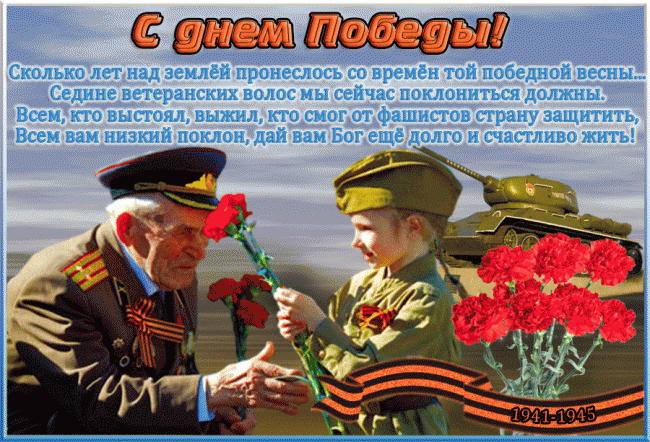 С днем Победы!
Сколько лет над землёй пронеслось со времён той победной весны...
Седине ветеранских волос мы сейчас поклониться должны.
Всем, кто выстоял, выжил, кто смог от фашистов страну защитить,
Всем вам низкий поклон, дай вам Бог ещё долго и счастливо жить!
1941-1945